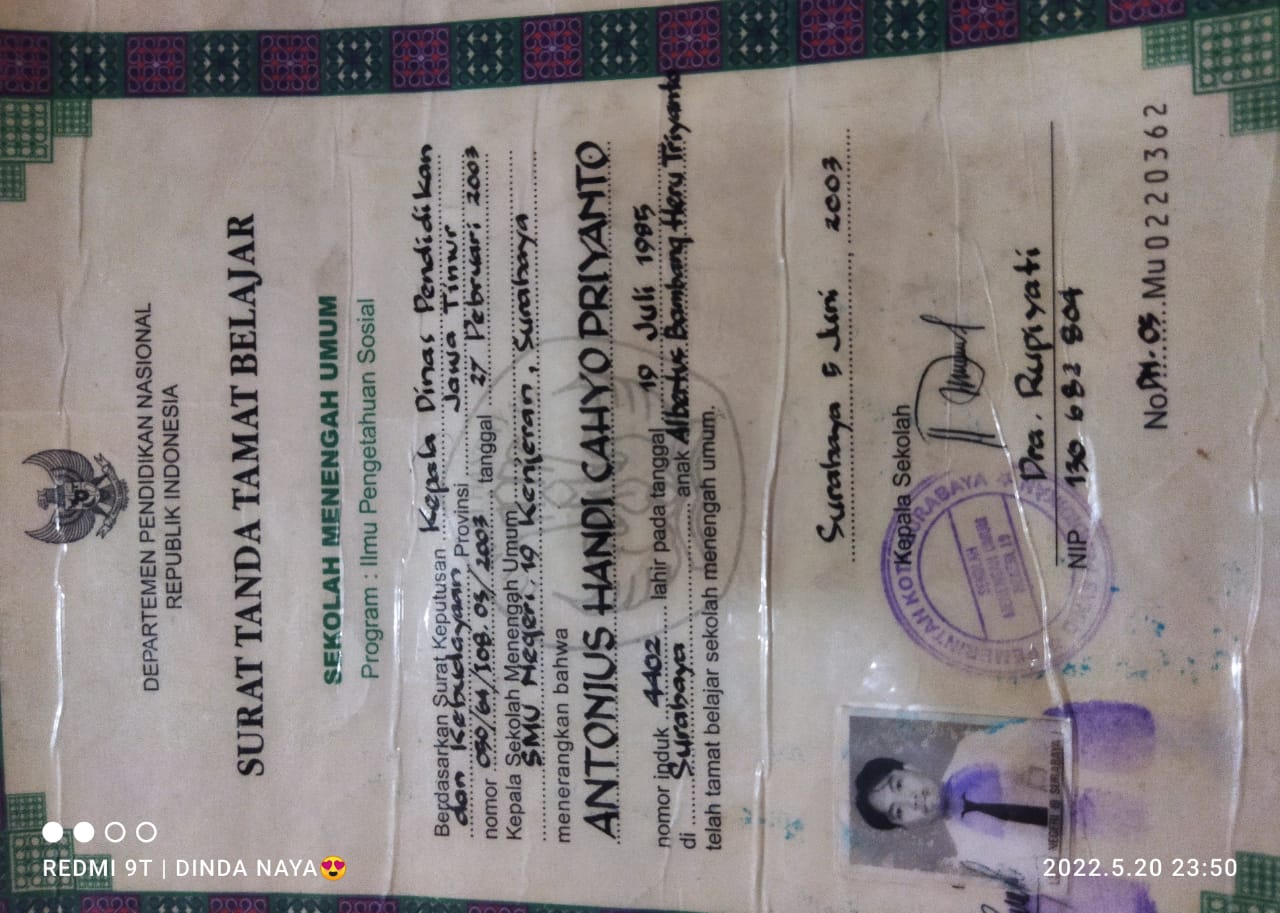 DEPARTEMEN PENDIDIKAN NASIONAL
REPUBLIK INDONESIA
SURAT TANDA TAMAT BELAJAR
SEKOLAH MENENGAH UMUM
Program : Ilmu Pengetahuan Sosial
Berdasarkan Surat Keputusan Kepala Dinas Pendidikan
dan Kebudayaan Provinsi Jawa Timur
nomor 050/64/108.03/2003 tanggal 27 Pebruari 2003
Kepala Sekolah Menengah Umum
SMU Negeri 19 Kenjeran, Surabaya
menerangkan bahwa
ANTONIUS HANDI CAHYO PRIYANTO
nomor induk 4402 lahir pada tanggal 19 Juli 1985
di Surabaya anak Albertus Bambang Heru Triyanto
telah tamat belajar sekolah menengah umum.
Surabaya 5 Juni 2003
Kepala Sekolah
PEMERINTAH KOTA SURABAYA
Dra. Rupiyati
NIP 130 682 804
No.PM.03 Mu 0220362
REDMI 9T | DINDA NAYA😍
2022.5.20 23:50